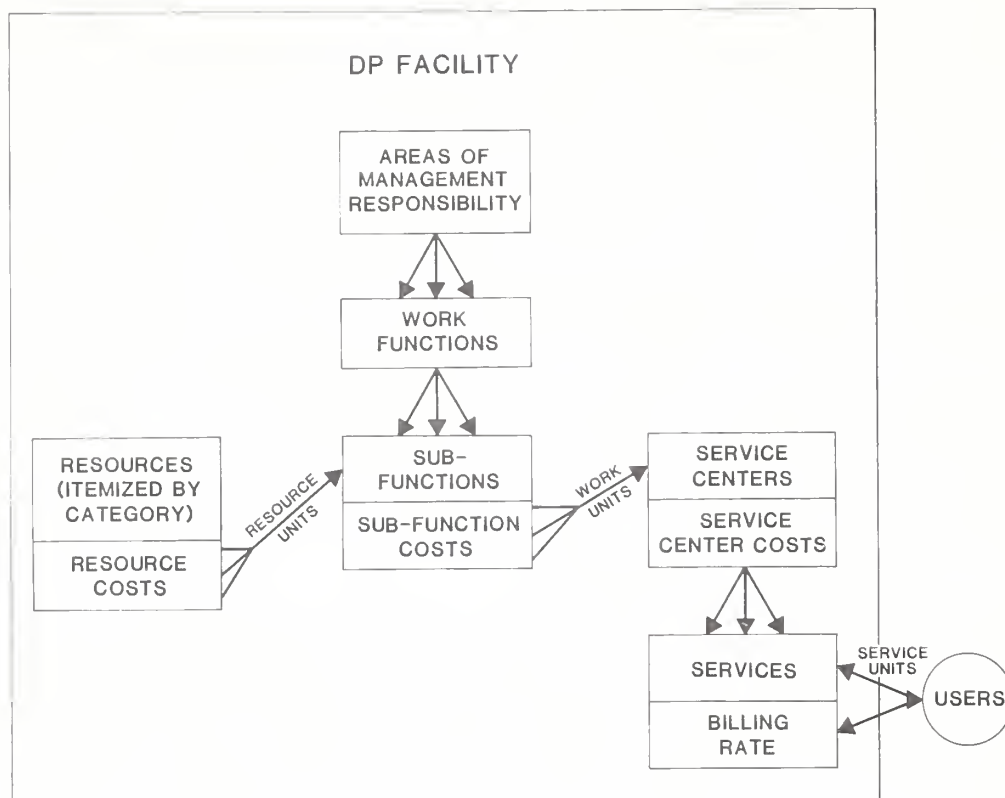 DP FACILITY
AREAS OF
MANAGEMENT
RESPONSIBILITY
WORK
FUNCTIONS
RESOURCES
(ITEMIZED BY
CATEGORY)
RESOURCE
COSTS
RESOURCE
UNITS
SUB-
FUNCTIONS
SUB-FUNCTION
COSTS
WORK
UNITS
SERVICE
CENTERS
SERVICE
CENTER COSTS
SERVICES
BILLING
RATE
SERVICE
UNITS
USERS